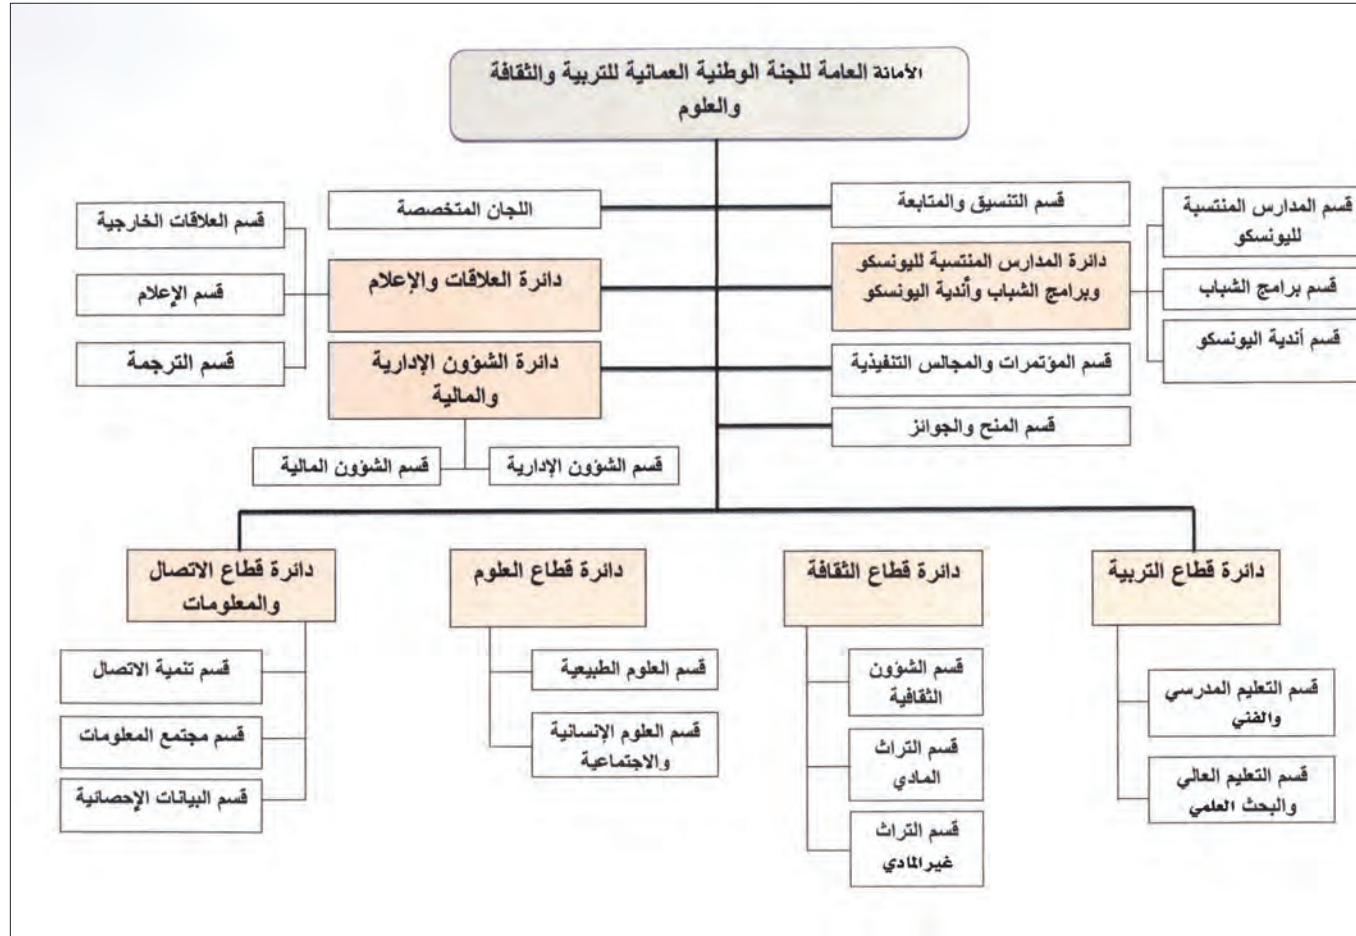 الأمانة العامة للجنة الوطنية العمانية للتربية والثقافة
والعلوم
قسم التنسيق والمتابعة
اللجان المتخصصة
قسم المدارس المنتسبة
لليونسكو
قسم العلاقات الخارجية
دائرة المدارس المنتسبة لليونسكو
وبرامج الشباب وأندية اليونسكو
دائرة العلاقات والإعلام
قسم برامج الشباب
قسم الإعلام
قسم أندية اليونسكو
قسم المؤتمرات والمجالس التنفيذية
دائرة الشؤون الإدارية
والمالية
قسم الترجمة
قسم المنح والجوائز
قسم الشؤون الإدارية
قسم الشؤون المالية
دائرة قطاع التربية
دائرة قطاع الثقافة
دائرة قطاع العلوم
دائرة قطاع الاتصال
والمعلومات
قسم التعليم المدرسي
والفني
قسم التعليم العالي
والبحث العلمي
قسم الشؤون
الثقافية
قسم التراث
المادي
قسم التراث
غير المادي
قسم العلوم الطبيعية
قسم العلوم الإنسانية
والاجتماعية
قسم تنمية الاتصال
قسم مجتمع المعلومات
قسم البيانات الإحصائية